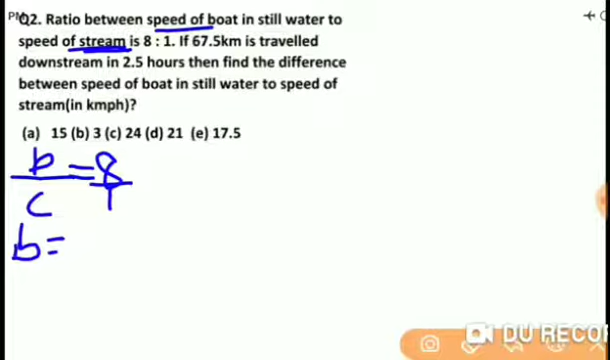 PM
Q2. Ratio between speed of boat in still water to
speed of stream is 8 : 1. If 67.5km is travelled
downstream in 2.5 hours then find the difference
between speed of boat in still water to speed of
stream(in kmph)?
(a) 15 (b) 3 (c) 24 (d) 21 (e) 17.5
b = 8
c 1
b =
DU RECO